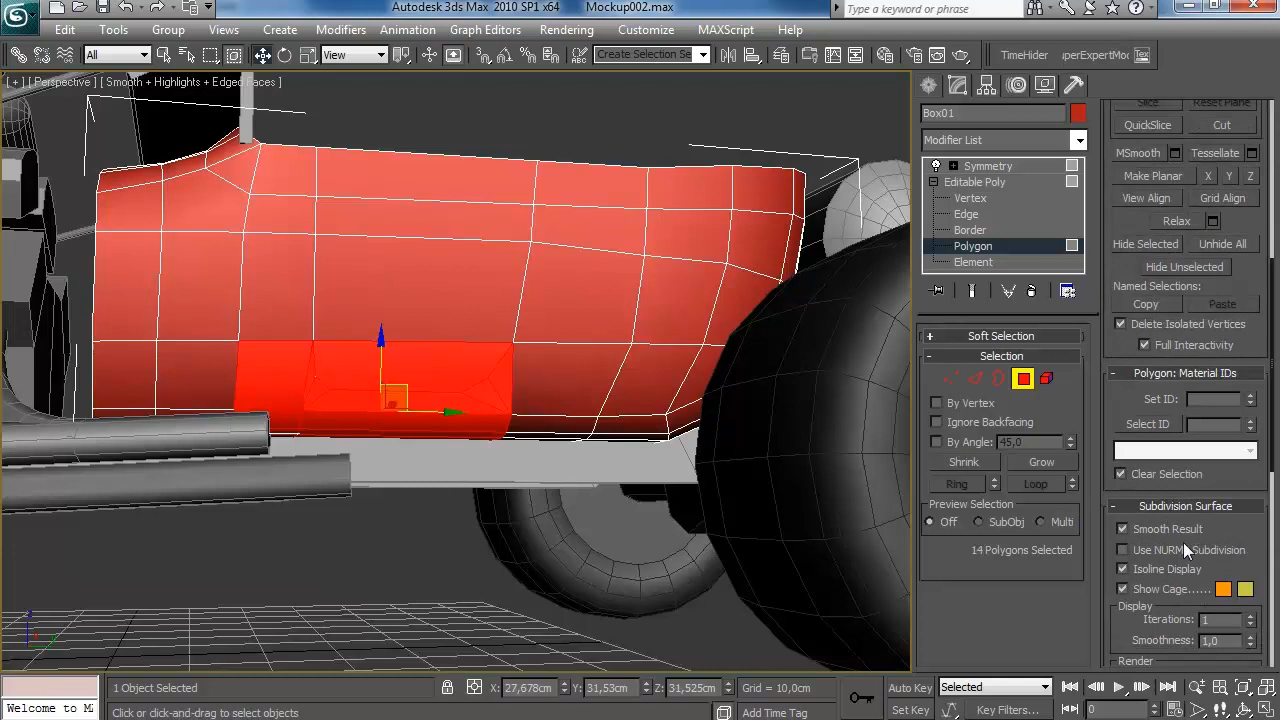 Autodesk 3ds Max 2010 SP1 x64 Mockup002.max
Type a keyword or phrase
Edit Tools Group Views Create Modifiers Animation Graph Editors Rendering Customize MAXScript Help
All View Create Selection Se TimeHider perExpertMo Tex
[ + ] [ Perspective ] [ Smooth + Highlights + Edged Faces ]
Box01
Modifier List
Symmetry
Editable Poly
Vertex
Edge
Border
Polygon
Element
Soft Selection
Selection
By Vertex
Ignore Backfacing
By Angle: 45,0
Shrink Grow
Ring Loop
Preview Selection
Off SubObj Multi
14 Polygons Selected
Slice Reset Plane
QuickSlice Cut
MSmooth Tessellate
Make Planar X Y Z
View Align Grid Align
Relax
Hide Selected Unhide All
Hide Unselected
Named Selections:
Copy Paste
Delete Isolated Vertices
Full Interactivity
Polygon: Material IDs
Set ID:
Select ID
Clear Selection
Subdivision Surface
Smooth Result
Use NURM Subdivision
Isoline Display
Show Cage......
Display
Iterations: 1
Smoothness: 1,0
Render
1 Object Selected X: 27,678cm Y: 31,53cm Z: 31,525cm Grid = 10,0cm Auto Key Selected
Welcome to MA Click or click-and-drag to select objects Add Time Tag Set Key Key Filters... 0